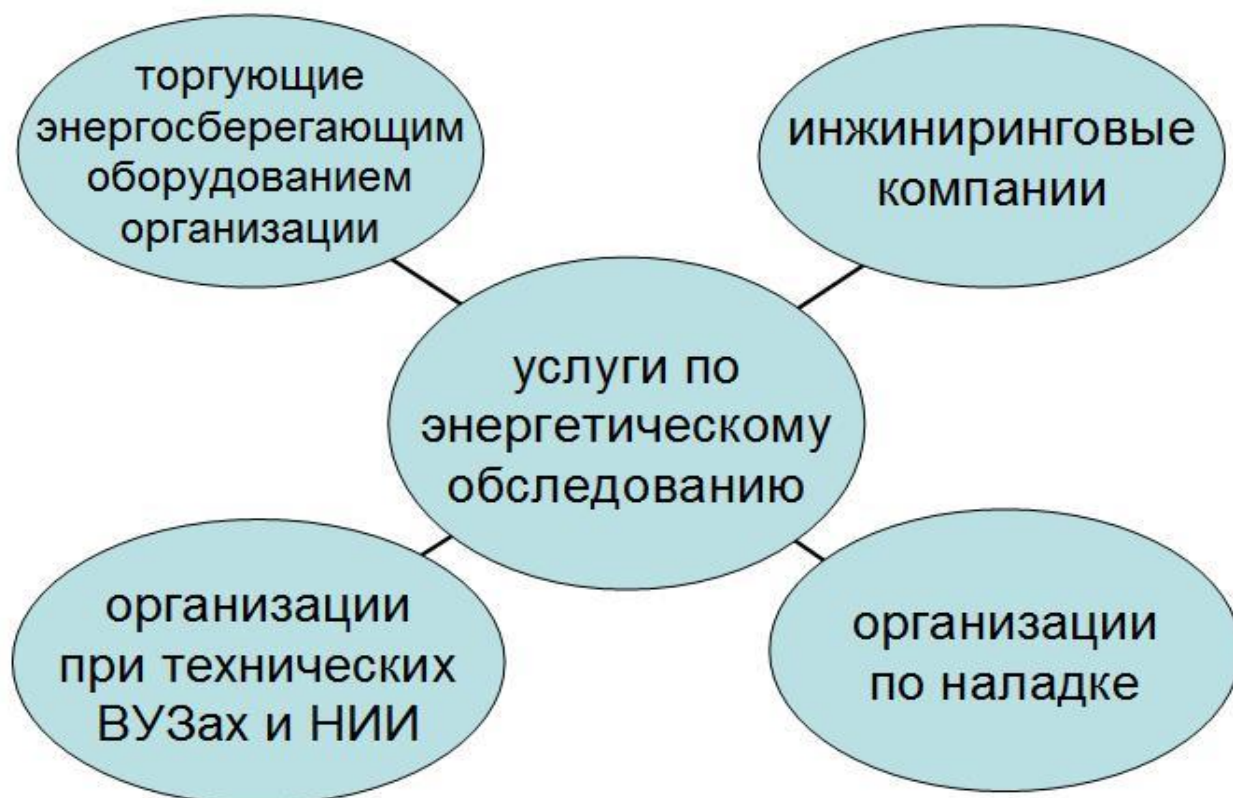 торгующие
энергосберегающим
оборудованием
организации
инжиниринговые
компании
услуги по
энергетическому
обследованию
организации
при технических
ВУЗах и НИИ
организации
по наладке